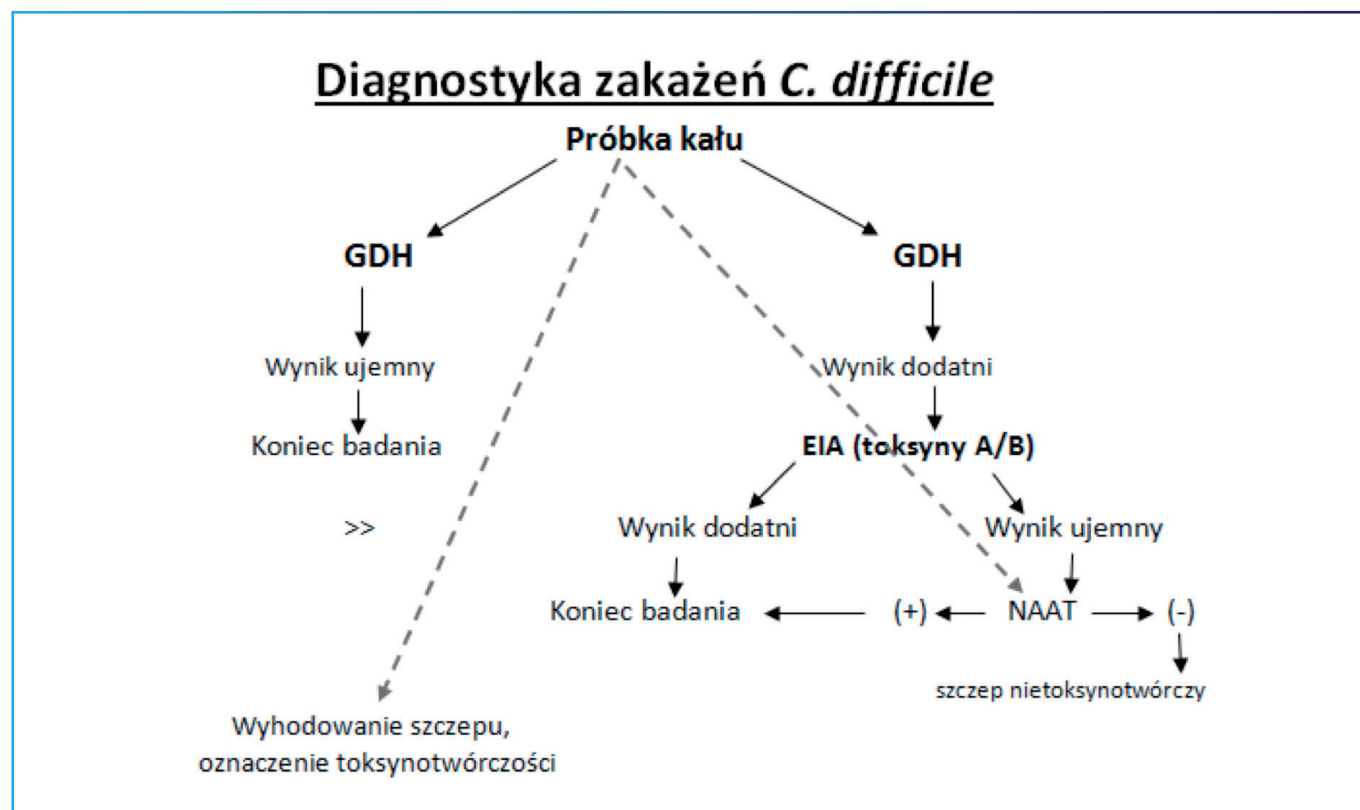 Diagnostyka zakażeń C. difficile
Próbka kału
GDH
GDH
Wynik ujemny
Wynik dodatni
Koniec badania
EIA (toksyny A/B)
>>
Wynik dodatni
Wynik ujemny
Koniec badania
(+)
NAAT
(-)
szczep nietoksynotwórczy
Wyhodowanie szczepu,
oznaczenie toksynotwórczości